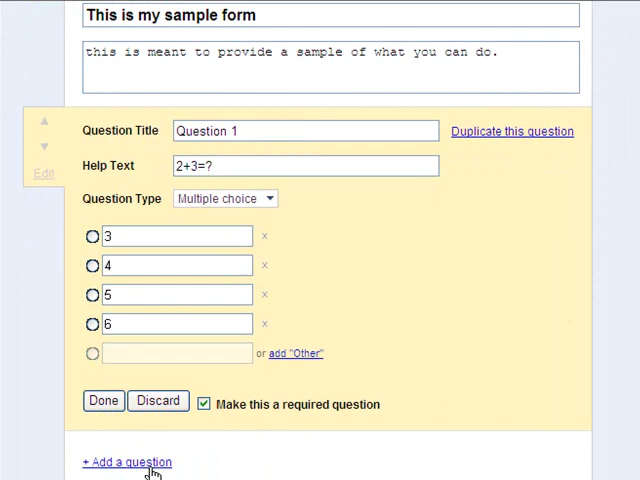 This is my sample form
this is meant to provide a sample of what you can do.
Question Title Question 1 Duplicate this question
Edit
Help Text 2+3=?
Question Type Multiple choice
3 x
4 x
5 x
6 x
or add "Other"
Done Discard Make this a required question
+ Add a question